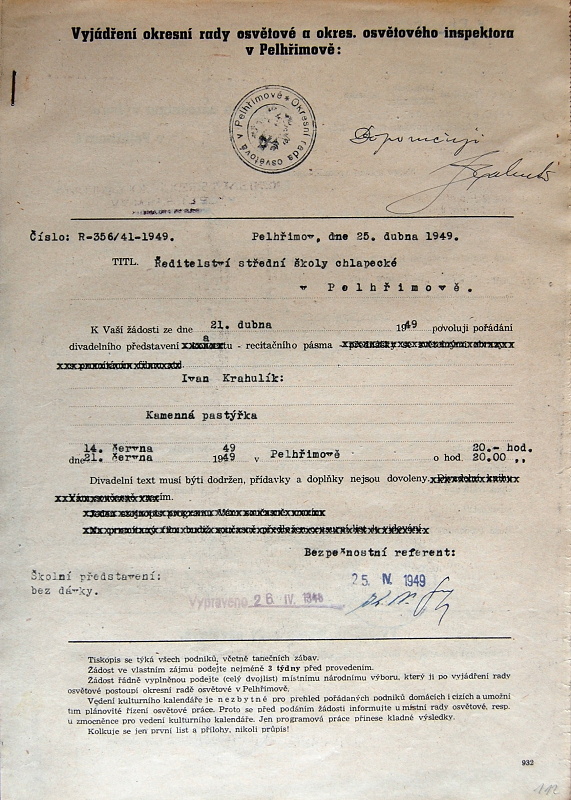 Vyjádření okresní rady osvětové a okres. osvětového inspektora
v Pelhřimově:
Okresní rada osvětová v Pelhřimově
Doporučuji
Číslo: R-356/41-1949. Pelhřimov, dne 25. dubna 1949.
TITL. Ředitelství střední školy chlapecké
v Pelhřimově.
K Vaší žádosti ze dne 21. dubna 1949 povoluji pořádání
divadelního představení a - recitačního pásma
Ivan Krahulík:
Kamenná pastýřka
14. června 49 20.- hod.
dne 21. června 1949 v Pelhřimově o hod. 20.00 ,,
Divadelní text musí býti dodržen, přídavky a doplňky nejsou dovoleny.
Bezpečnostní referent:
Školní představení:
bez dávky.
25 IV. 1949
Vypraveno 26 IV. 1949
Tiskopis se týká všech podniků, včetně tanečních zábav.
Žádost ve vlastním zájmu podejte nejméně 3 týdny před provedením.
Žádost řádně vyplněnou podejte (celý dvojlist) místnímu národnímu výboru, který ji po vyjádření rady
osvětové postoupí okresní radě osvětové v Pelhřimově.
Vedení kulturního kalendáře je nezbytné pro přehled pořádaných podniků domácích i cizích a umožní
tím plánovité řízení osvětové práce. Proto se před podáním žádosti informujte u místní rady osvětové, resp.
u zmocněnce pro vedení kulturního kalendáře. Jen programová práce přinese kladné výsledky.
Kolkuje se jen první list a přílohy, nikoli průpis!
932
112